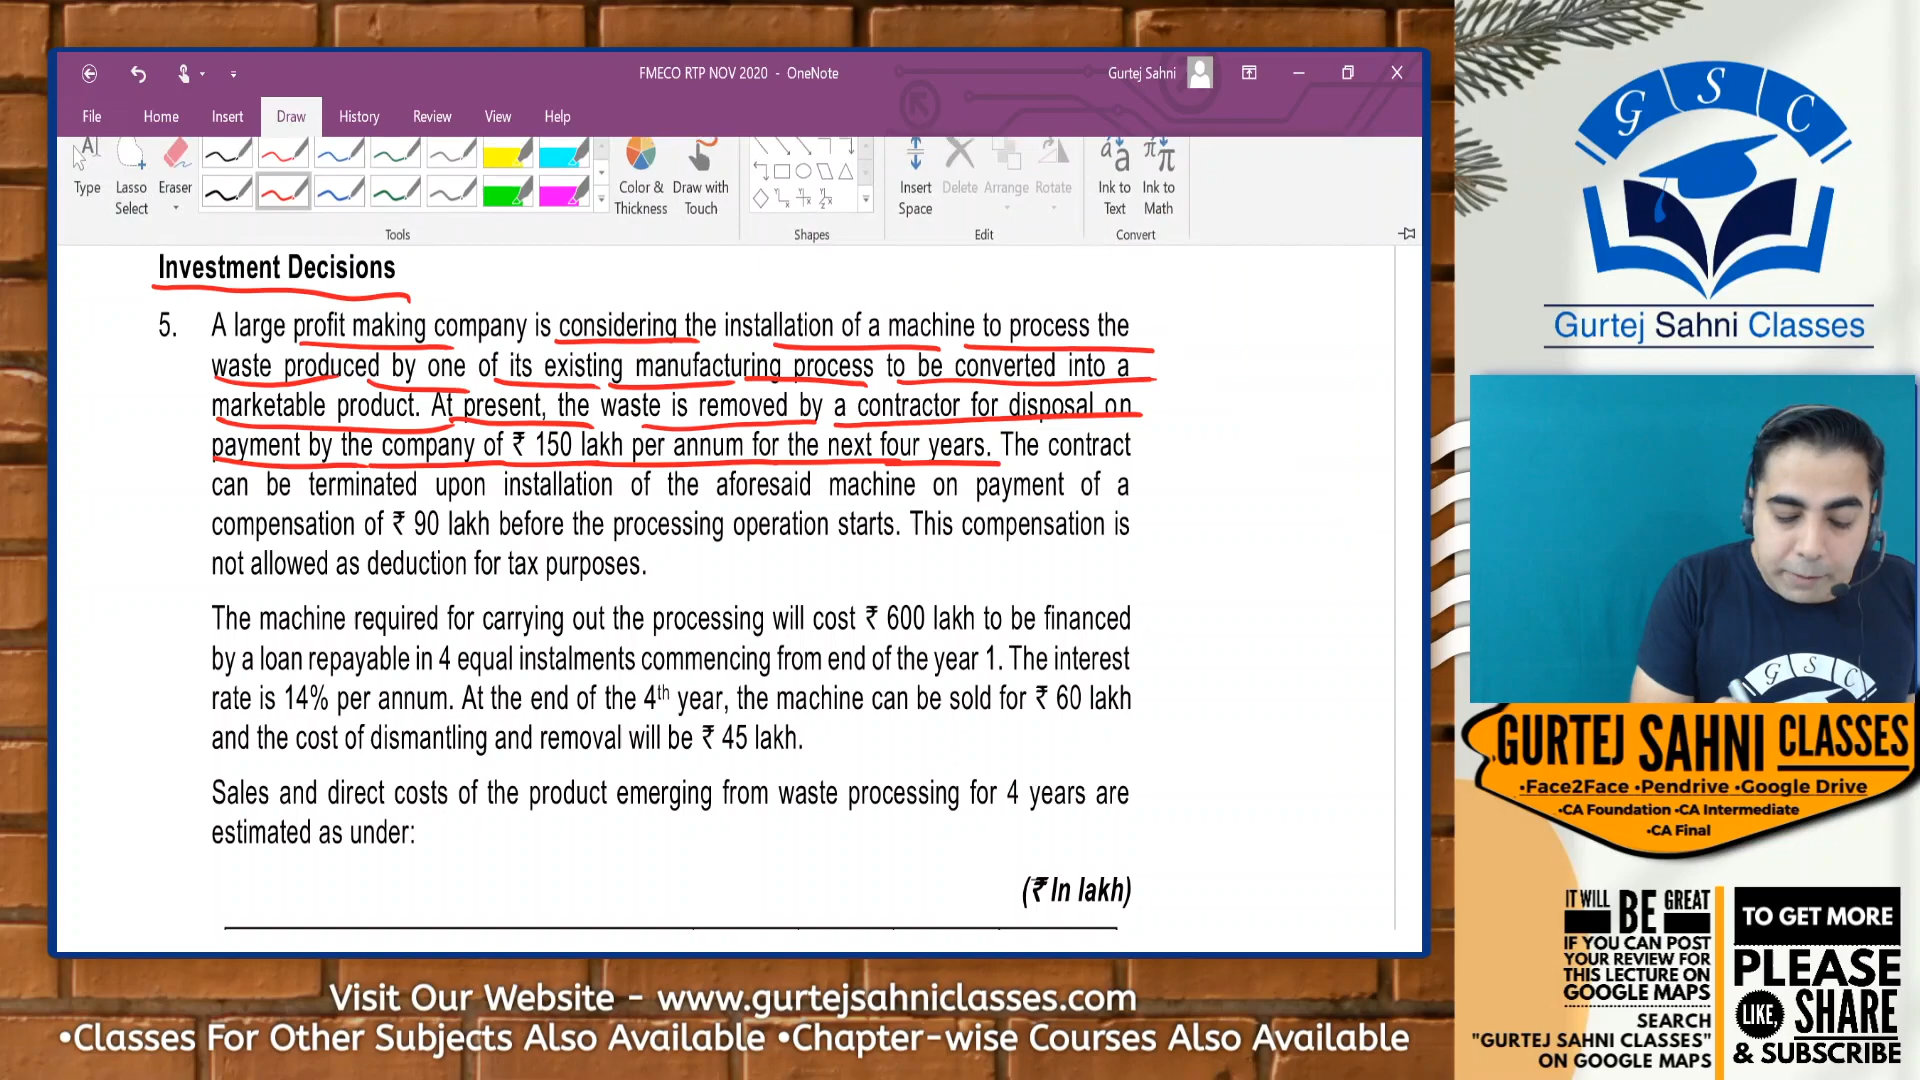 FMECO RTP NOV 2020 - OneNote
Gurtej Sahni
File Home Insert Draw History Review View Help
Type
Lasso Select
Eraser
Color & Thickness
Draw with Touch
Insert Space
Delete
Arrange
Rotate
Ink to Text
Ink to Math
Tools
Shapes
Edit
Convert
Investment Decisions
5. A large profit making company is considering the installation of a machine to process the
waste produced by one of its existing manufacturing process to be converted into a
marketable product. At present, the waste is removed by a contractor for disposal on
payment by the company of ₹ 150 lakh per annum for the next four years. The contract
can be terminated upon installation of the aforesaid machine on payment of a
compensation of ₹ 90 lakh before the processing operation starts. This compensation is
not allowed as deduction for tax purposes.
The machine required for carrying out the processing will cost ₹ 600 lakh to be financed
by a loan repayable in 4 equal instalments commencing from end of the year 1. The interest
rate is 14% per annum. At the end of the 4th year, the machine can be sold for ₹ 60 lakh
and the cost of dismantling and removal will be ₹ 45 lakh.
Sales and direct costs of the product emerging from waste processing for 4 years are
estimated as under:
(₹ In lakh)
G S C
Gurtej Sahni Classes
G S C
GURTEJ SAHNI CLASSES
•Face2Face •Pendrive •Google Drive
•CA Foundation •CA Intermediate
•CA Final
IT WILL BE GREAT
IF YOU CAN POST
YOUR REVIEW FOR
THIS LECTURE ON
GOOGLE MAPS
SEARCH
"GURTEJ SAHNI CLASSES"
ON GOOGLE MAPS
TO GET MORE
PLEASE
LIKE, SHARE
& SUBSCRIBE
Visit Our Website - www.gurtejsahniclasses.com
•Classes For Other Subjects Also Available •Chapter-wise Courses Also Available